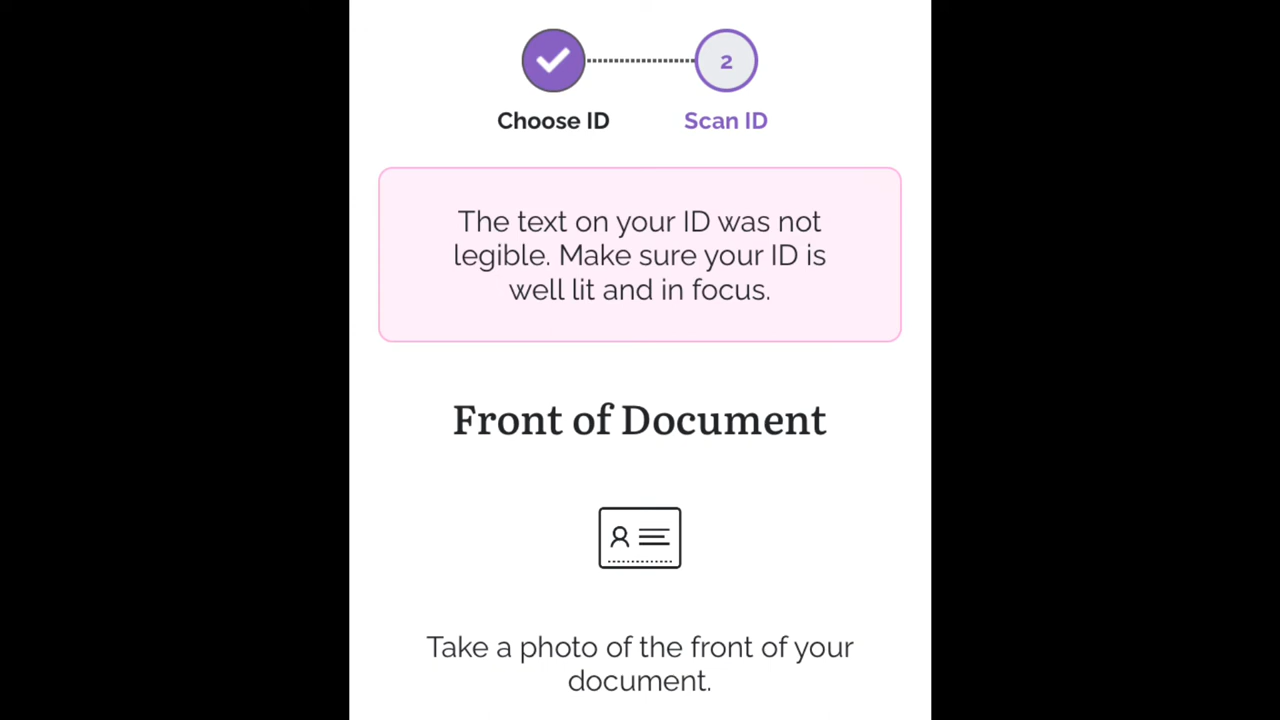 2
Choose ID
Scan ID
The text on your ID was not
legible. Make sure your ID is
well lit and in focus.
Front of Document
Take a photo of the front of your
document.